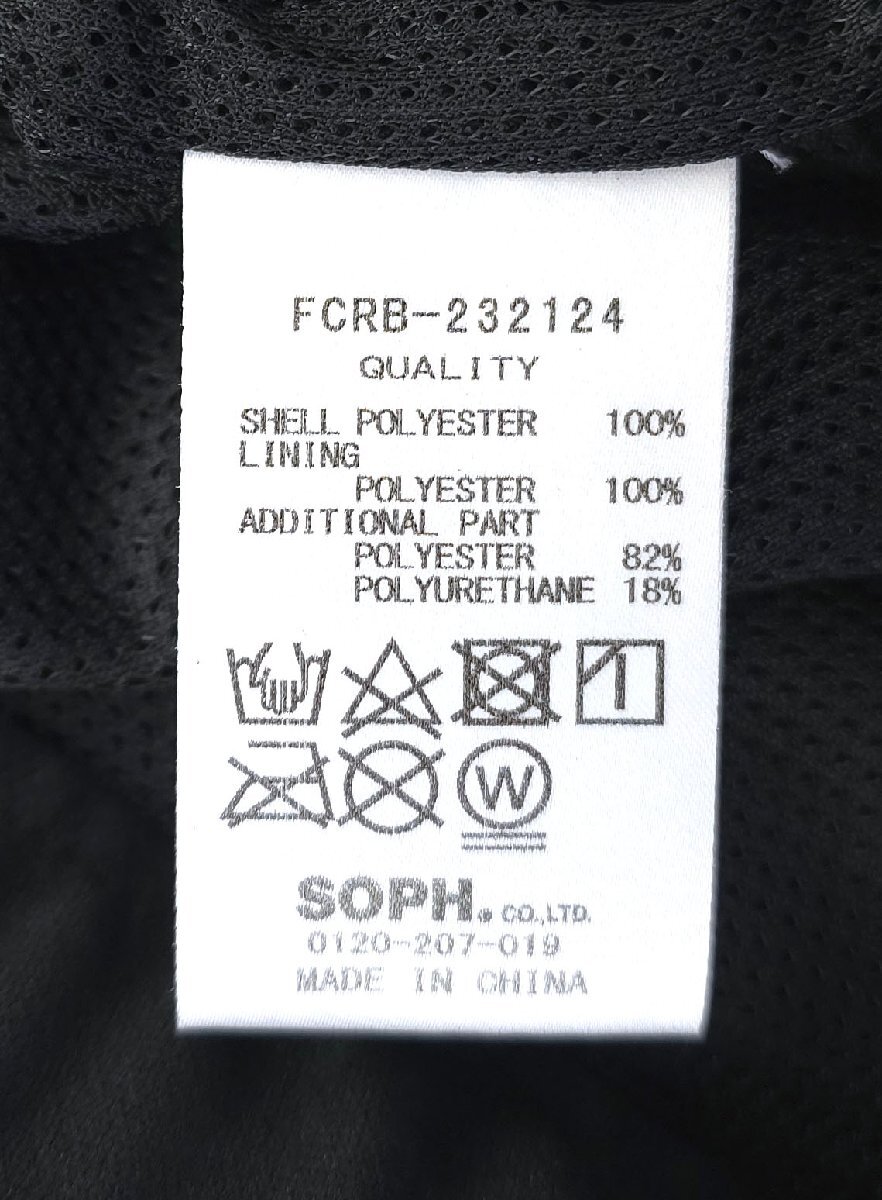 FCRB-232124
QUALITY
SHELL POLYESTER 100%
LINING
POLYESTER 100%
ADDITIONAL PART
POLYESTER 82%
POLYURETHANE 18%
W
SOPH. ® CO.,LTD.
0120-207-019
MADE IN CHINA